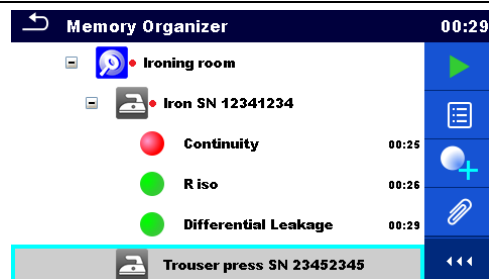 Memory Organizer 00:29
Ironing room
Iron SN 12341234
Continuity 00:25
R iso 00:26
Differential Leakage 00:29
Trouser press SN 23452345